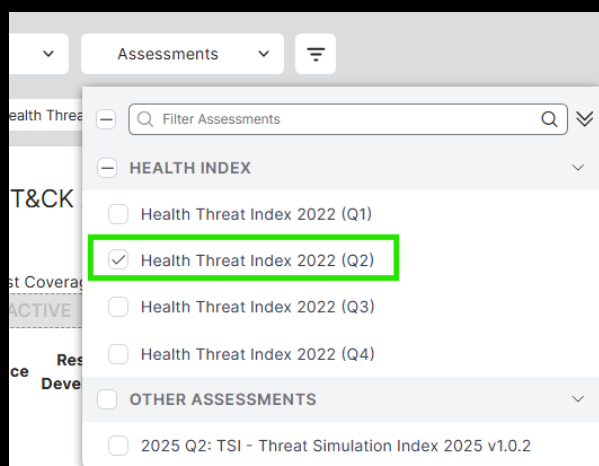 Assessments
ealth Threa
Filter Assessments
HEALTH INDEX
T&CK
Health Threat Index 2022 (Q1)
Health Threat Index 2022 (Q2)
st Coverag
ACTIVE
Health Threat Index 2022 (Q3)
Health Threat Index 2022 (Q4)
ce
Res
Deve
OTHER ASSESSMENTS
2025 Q2: TSI - Threat Simulation Index 2025 v1.0.2